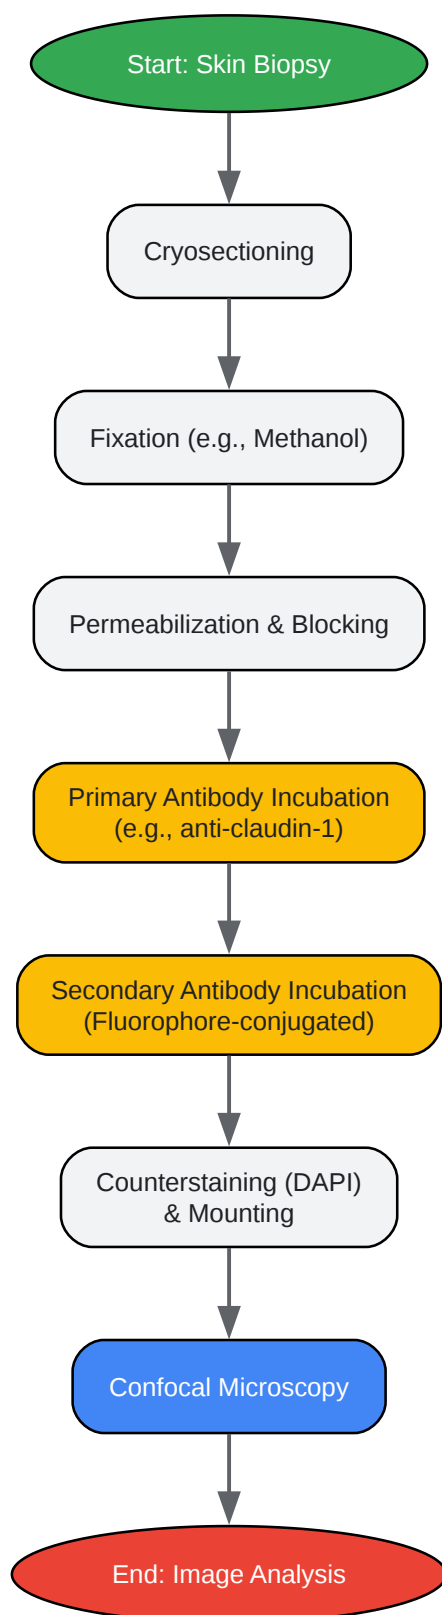 Start: Skin Biopsy
Cryosectioning
Fixation (e.g., Methanol)
Permeabilization & Blocking
Primary Antibody Incubation
(e.g., anti-claudin-1)
Secondary Antibody Incubation
(Fluorophore-conjugated)
Counterstaining (DAPI)
& Mounting
Confocal Microscopy
End: Image Analysis